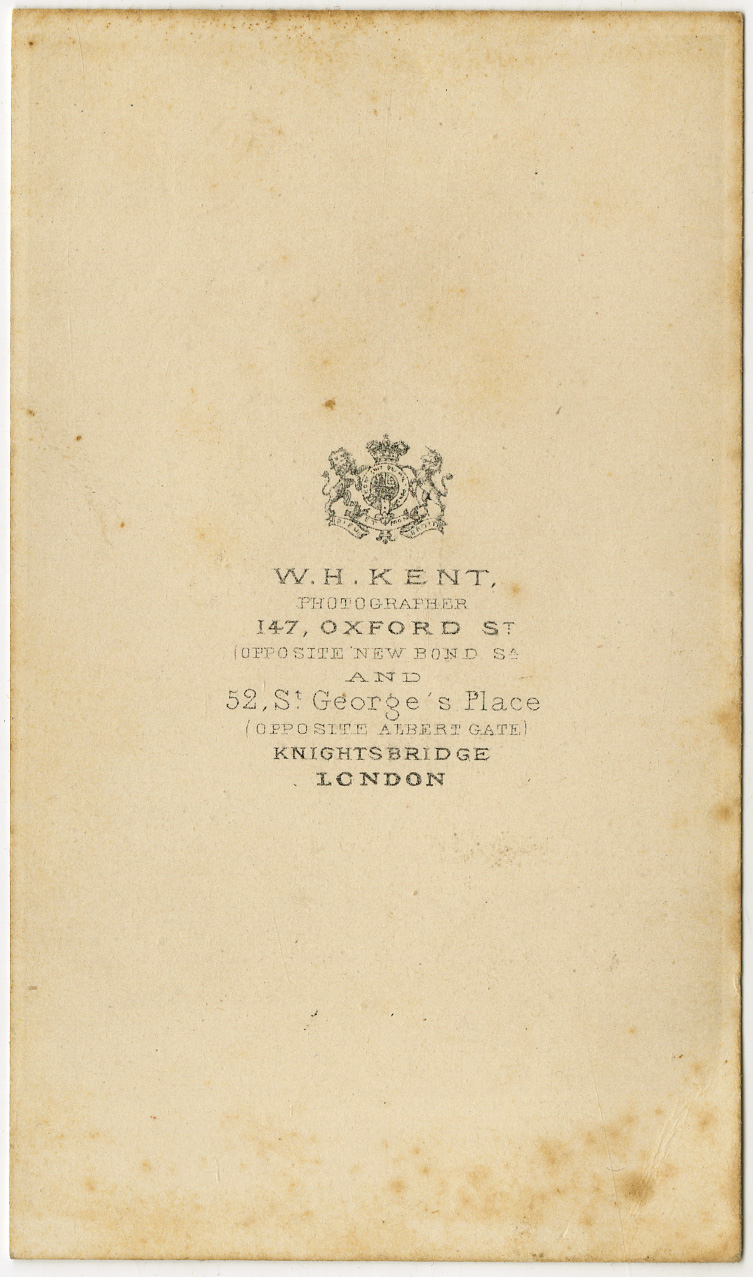 W. H. KENT,
PHOTOGRAPHER
147, OXFORD ST
(OPPOSITE NEW BOND ST
AND
52, St George's Place
(OPPOSITE ALBERT GATE)
KNIGHTSBRIDGE
LONDON